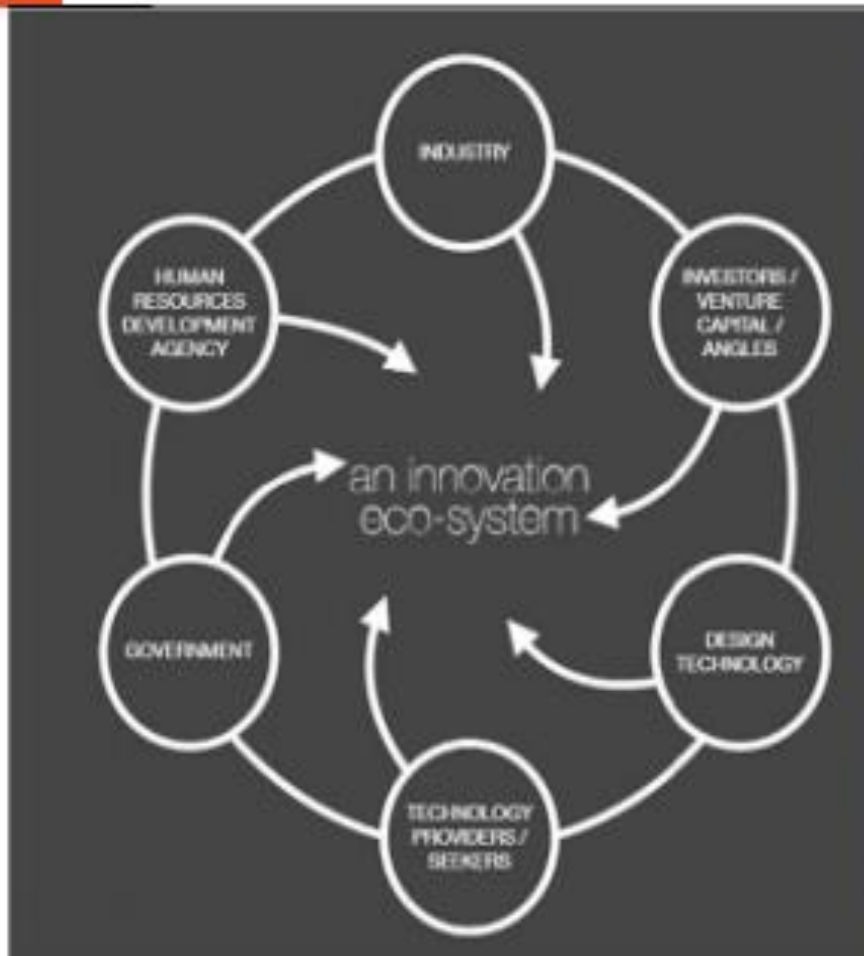 INDUSTRY
INVESTORS /
VENTURE
CAPITAL /
ANGLES
DESIGN
TECHNOLOGY
TECHNOLOGY
PROVIDERS /
SEEKERS
GOVERNMENT
HUMAN
RESOURCES
DEVELOPMENT
AGENCY
an innovation
eco-system